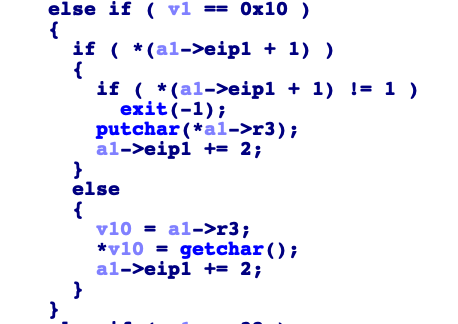 else if ( v1 == 0x10 )
{
if ( *(a1->eip1 + 1) )
{
if ( *(a1->eip1 + 1) != 1 )
exit(-1);
putchar(*a1->r3);
a1->eip1 += 2;
}
else
{
v10 = a1->r3;
*v10 = getchar();
a1->eip1 += 2;
}
}